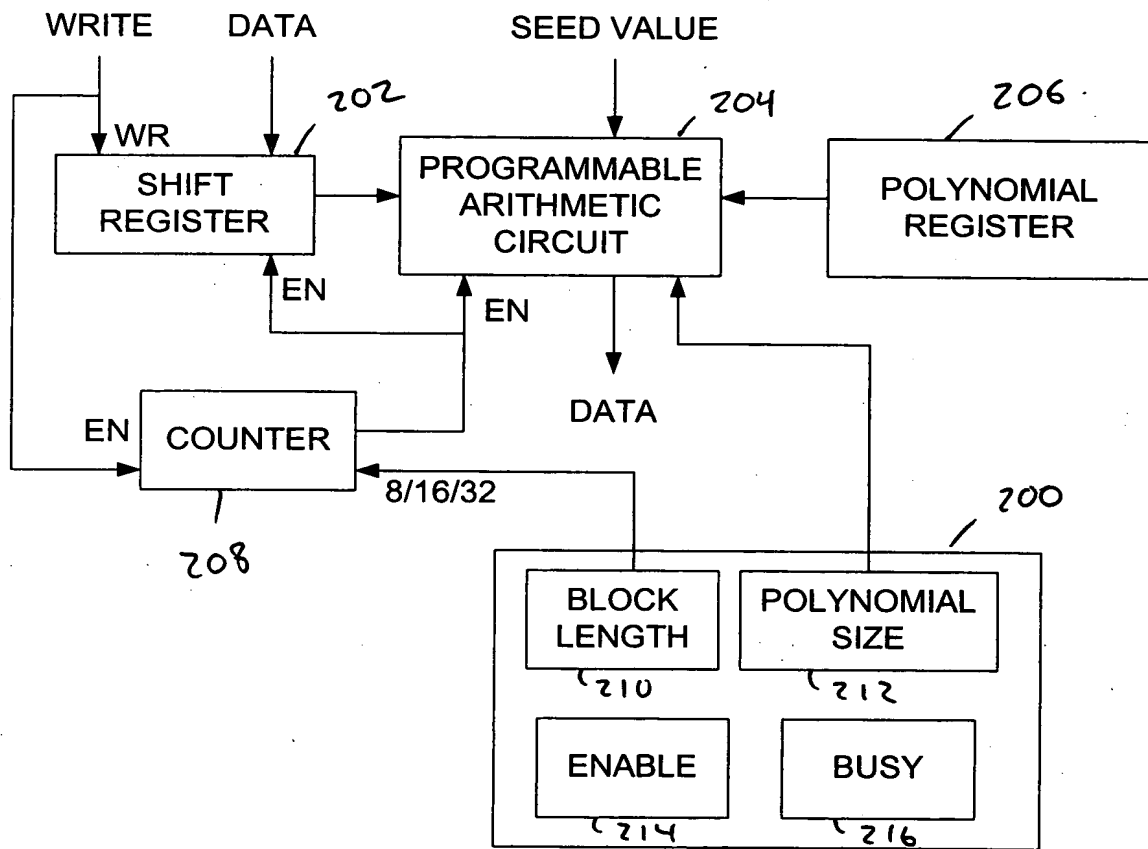 WRITE DATA SEED VALUE
202 204 206
WR
SHIFT
REGISTER
PROGRAMMABLE
ARITHMETIC
CIRCUIT
POLYNOMIAL
REGISTER
EN
EN
DATA
EN
COUNTER
8/16/32
208
200
BLOCK
LENGTH
POLYNOMIAL
SIZE
210 212
ENABLE BUSY
214 216